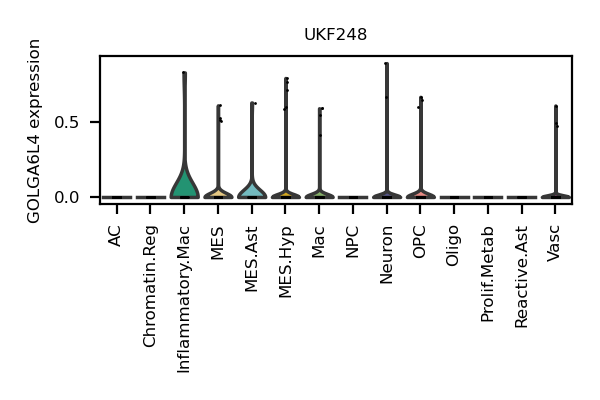 UKF248
GOLGA6L4 expression
0.5
0.0
AC
Chromatin.Reg
Inflammatory.Mac
MES
MES.Ast
MES.Hyp
Mac
NPC
Neuron
OPC
Oligo
Prolif.Metab
Reactive.Ast
Vasc